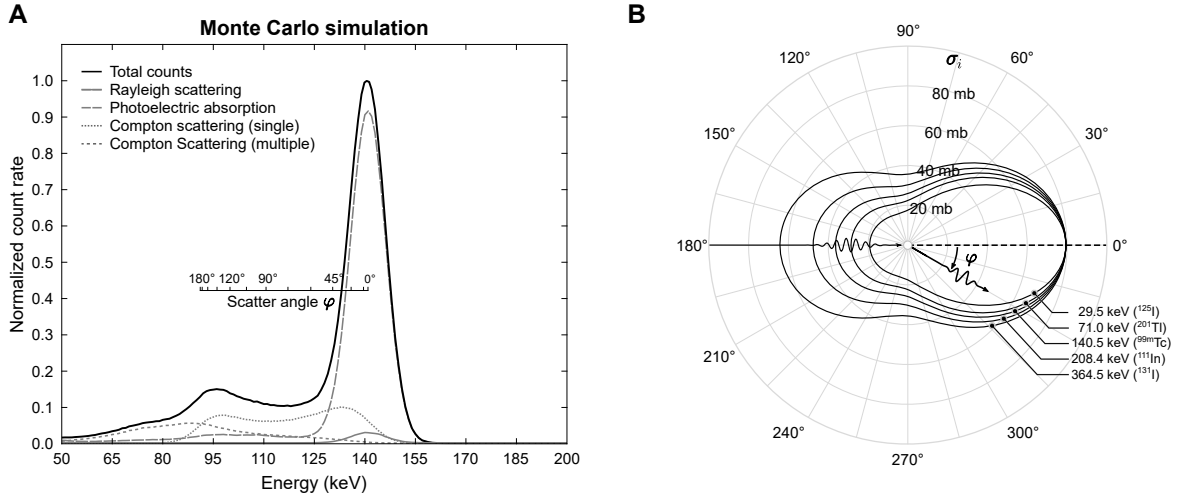 A
Monte Carlo simulation
Total counts
Rayleigh scattering
Photoelectric absorption
Compton scattering (single)
Compton Scattering (multiple)
1.0
0.9
0.8
0.7
0.6
0.5
0.4
0.3
0.2
0.1
0.0
Normalized count rate
180° 120° 90° 45° 0°
Scatter angle φ
50 65 80 95 110 125 140 155 170 185 200
Energy (keV)
B
90°
120° 60°
σi
80 mb
150° 60 mb 30°
40 mb
20 mb
180° 0°
φ
29.5 keV (¹²⁵I)
71.0 keV (²⁰¹Tl)
140.5 keV (⁹⁹ᵐTc)
208.4 keV (¹¹¹In)
364.5 keV (¹³¹I)
210°
240° 300°
270°